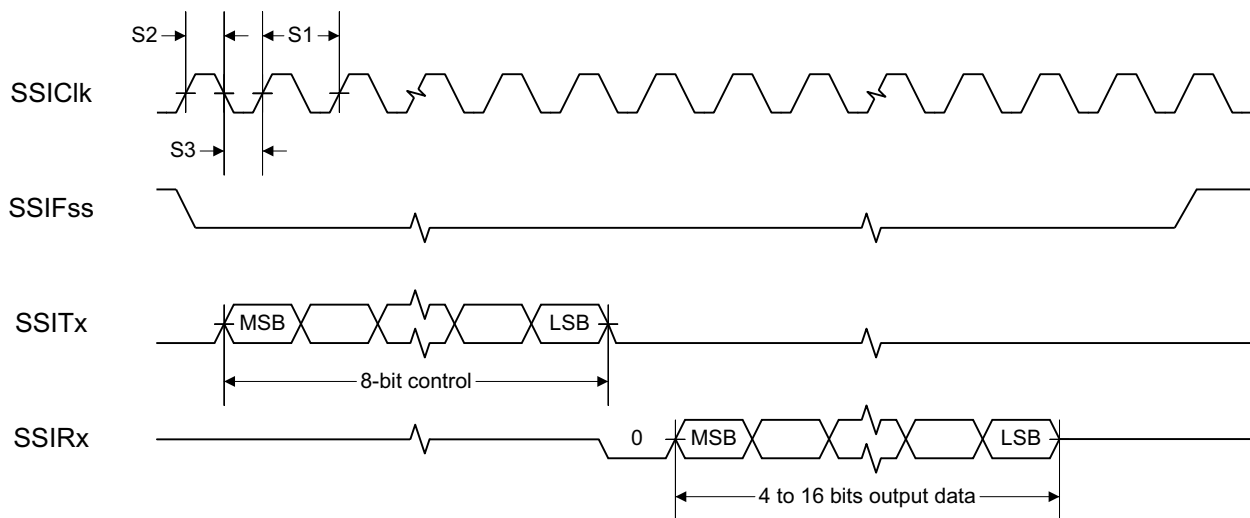 S2
S1
SSIClk
S3
SSIFss
SSITx
MSB
LSB
8-bit control
SSIRx
0
MSB
LSB
4 to 16 bits output data